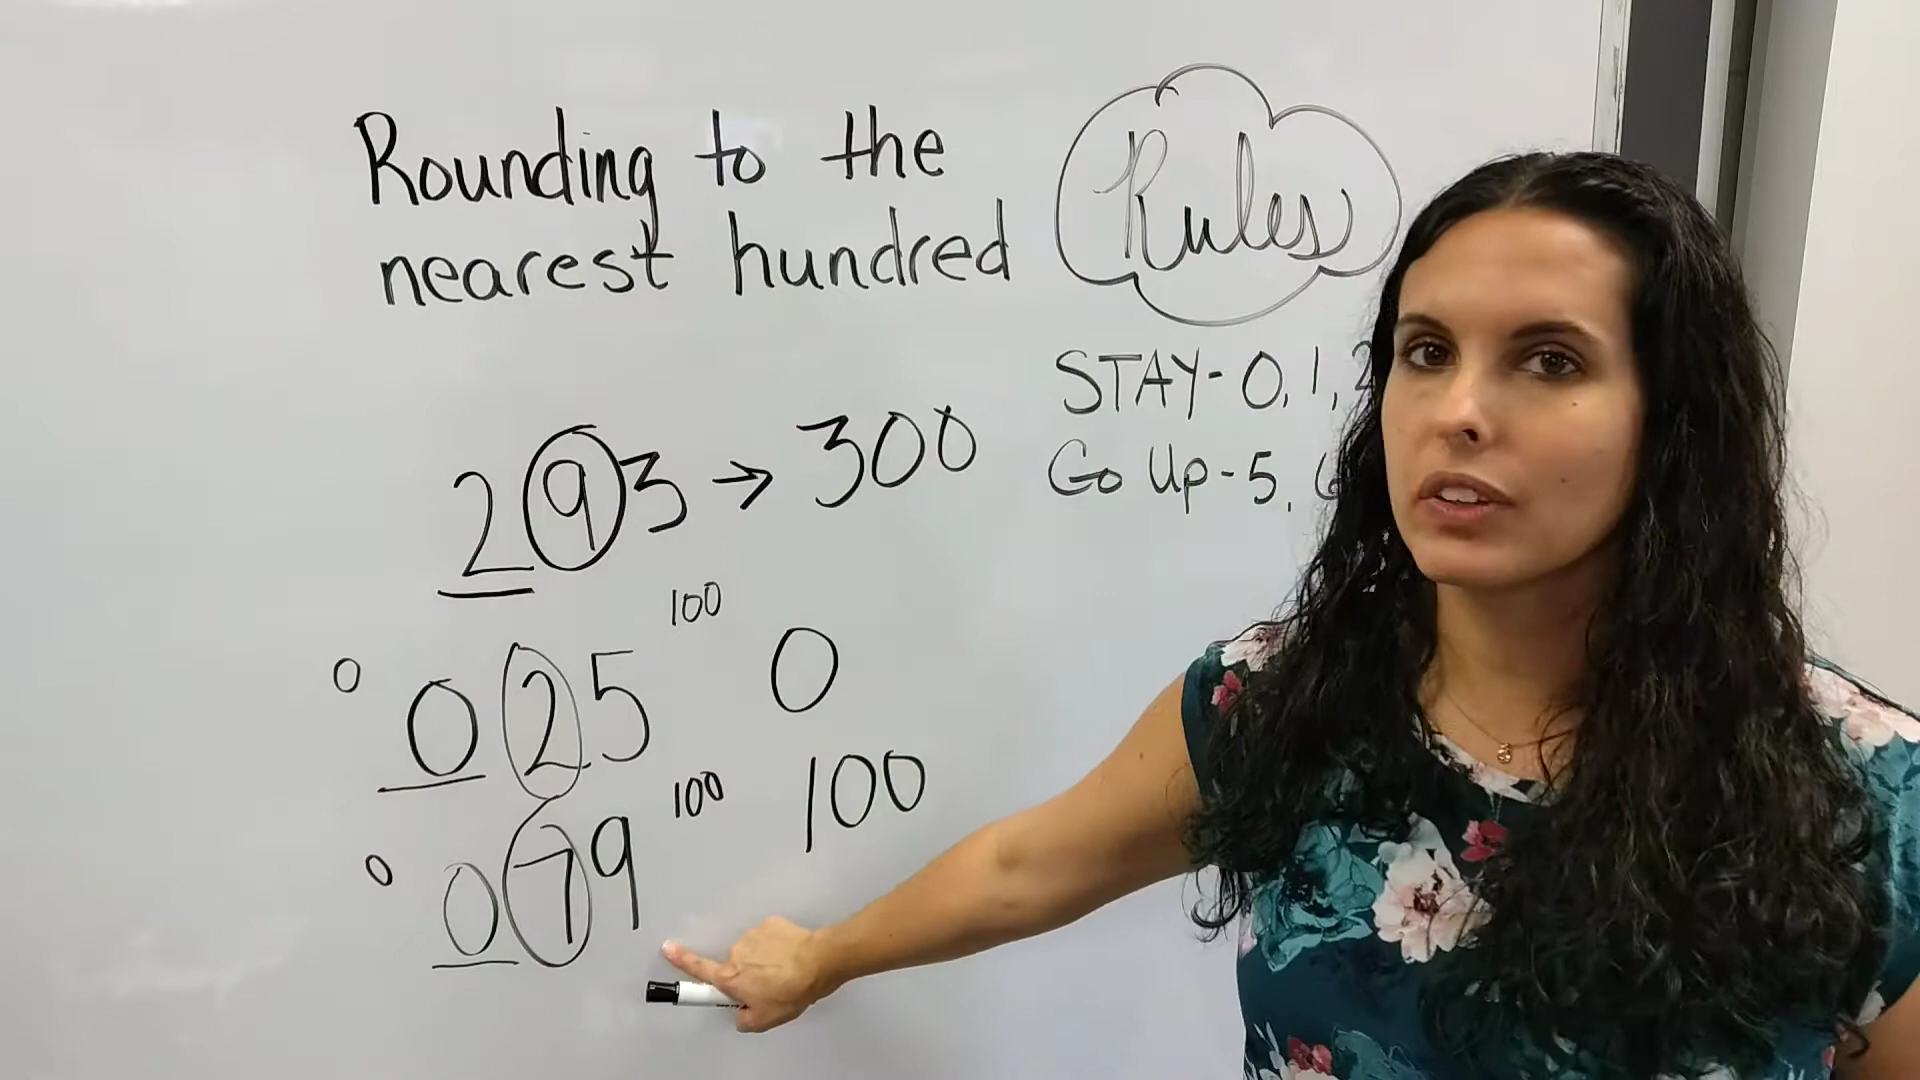 Rounding to the
nearest hundred
Rules
STAY- 0, 1, 2
Go Up - 5, 6
293 → 300
100
0 025 0
100
0 079 100